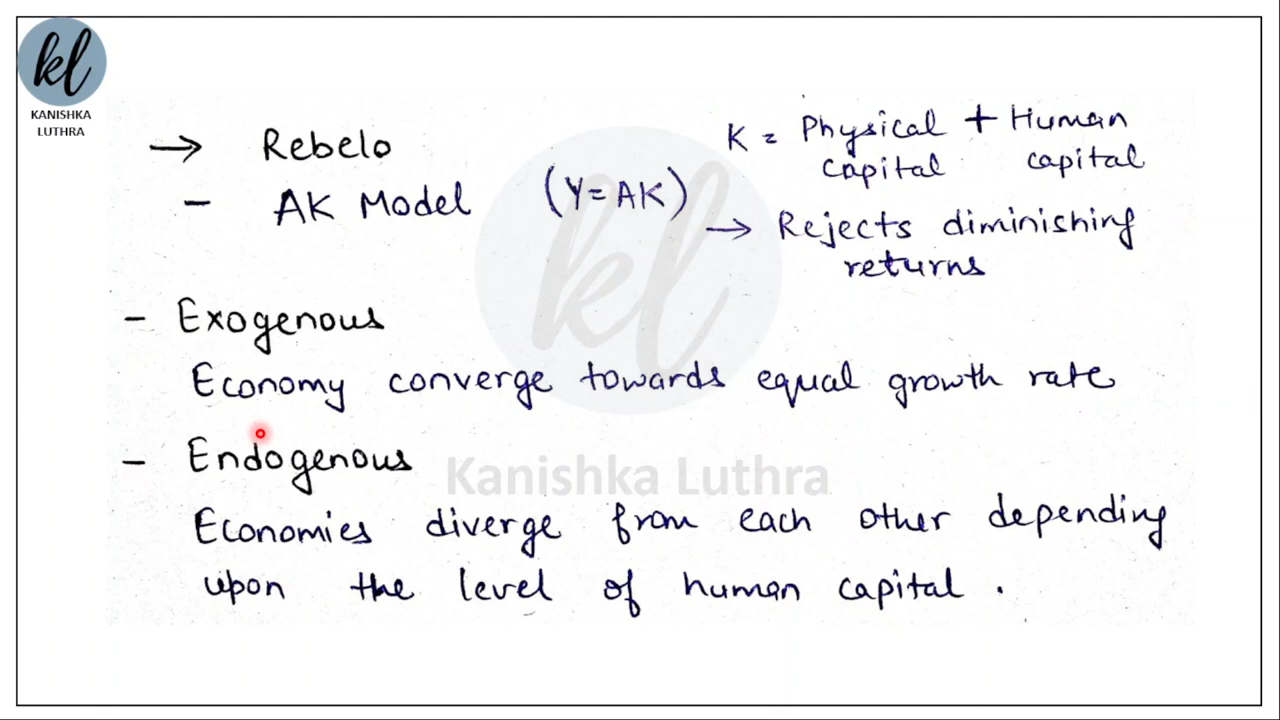 kl
KANISHKA
LUTHRA
→ Rebelo
- AK Model (Y=AK)
K = Physical + Human
capital capital
→ Rejects diminishing
returns
- Exogenous
Economy converge towards equal growth rate
- Endogenous
Kanishka Luthra
Economies diverge from each other depending
upon the level of human capital.